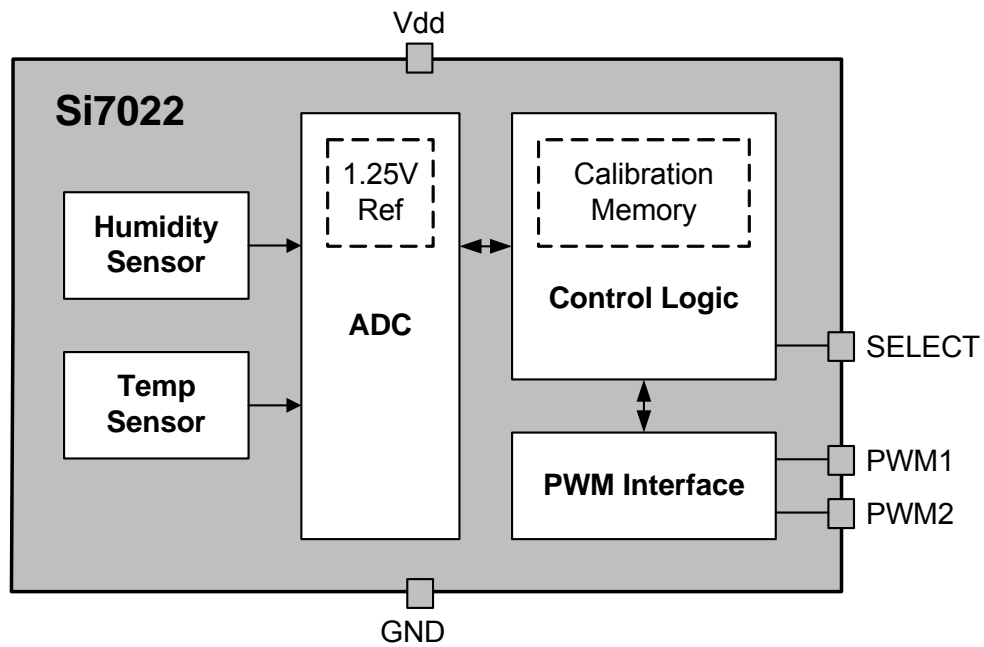 Vdd
Si7022
1.25V
Ref
Calibration
Memory
Humidity
Sensor
ADC
Control Logic
SELECT
Temp
Sensor
PWM Interface
PWM1
PWM2
GND